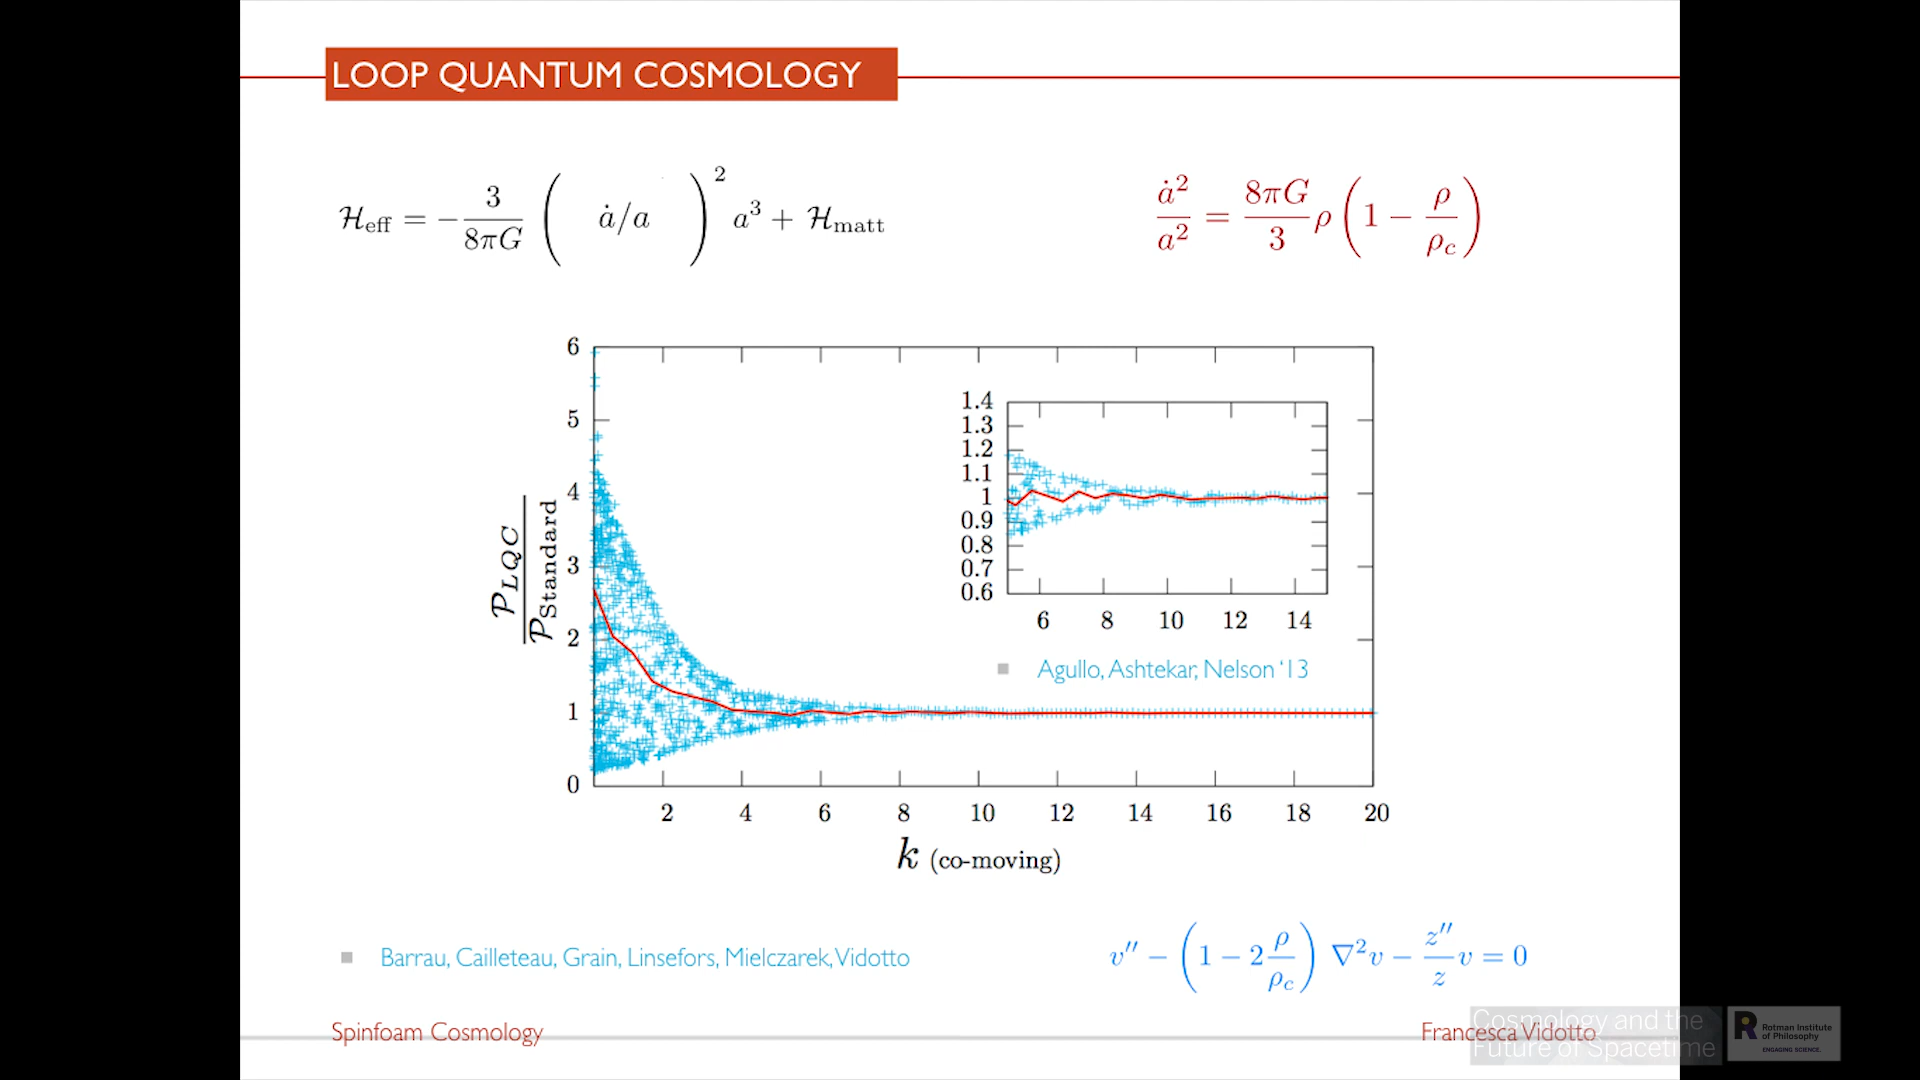 LOOP QUANTUM COSMOLOGY
ℋ_eff = − 3/(8πG) ( ȧ/a )² a³ + ℋ_matt
ȧ²/a² = 8πG/3 ρ (1 − ρ/ρ_c)
𝒫_LQC / 𝒫_Standard
6
5
4
3
2
1
0
1.4
1.3
1.2
1.1
1
0.9
0.8
0.7
0.6
6 8 10 12 14
Agullo, Ashtekar, Nelson ‘13
2 4 6 8 10 12 14 16 18 20
k (co-moving)
Barrau, Cailleteau, Grain, Linsefors, Mielczarek, Vidotto
v′′ − (1 − 2 ρ/ρ_c) ∇²v − z′′/z v = 0
Spinfoam Cosmology
Francesca Vidotto
Cosmology and the
Future of Spacetime
R
Rotman Institute
of Philosophy
ENGAGING SCIENCE.